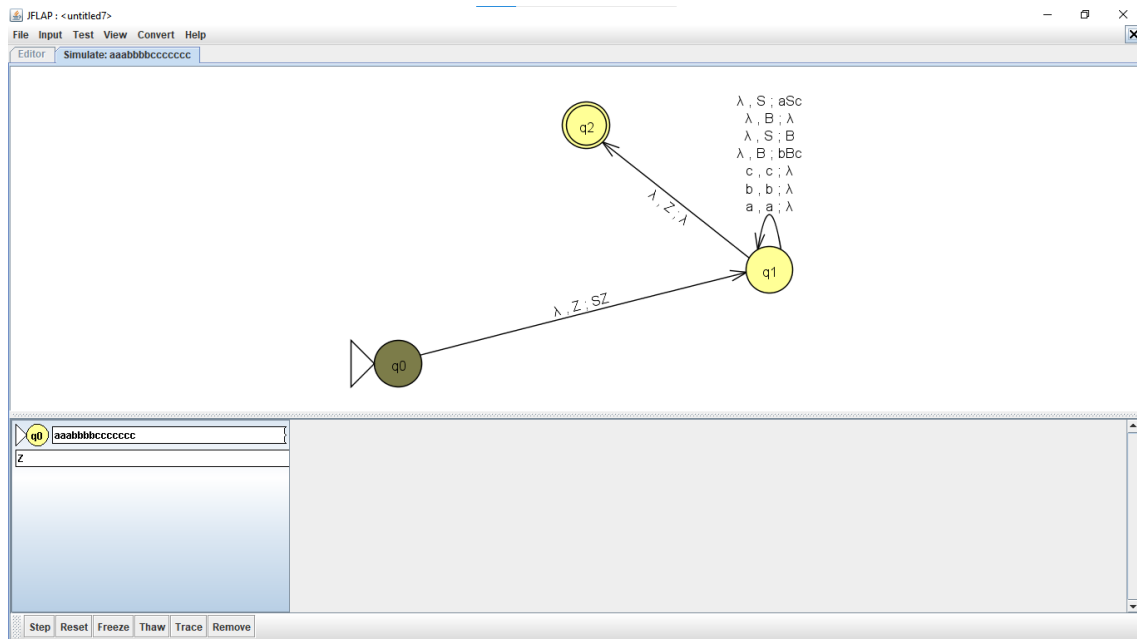 JFLAP : <untitled7>
File Input Test View Convert Help
Editor Simulate: aaabbbbccccccc
λ , S ; aSc
λ , B ; λ
λ , S ; B
λ , B ; bBc
c , c ; λ
b , b ; λ
a , a ; λ
q2
λ , Z ; λ
q1
λ , Z ; SZ
q0
q0 aaabbbbccccccc
Z
Step Reset Freeze Thaw Trace Remove